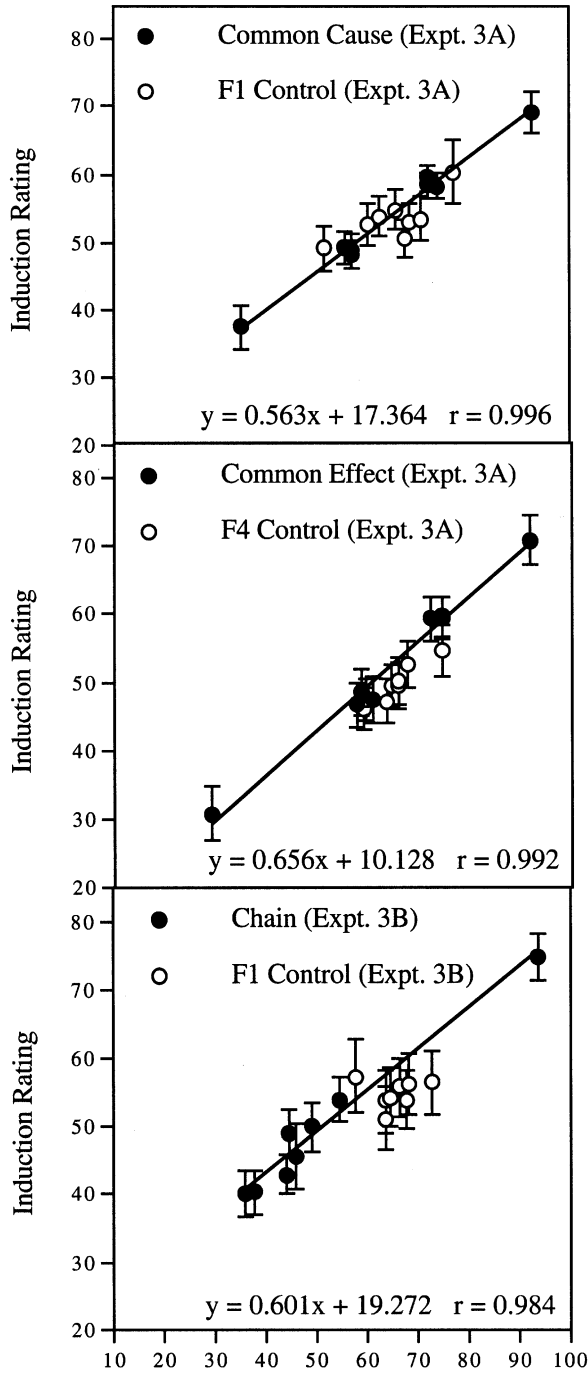 80
Common Cause (Expt. 3A)
F1 Control (Expt. 3A)
70
60
50
40
30
20
Induction Rating
y = 0.563x + 17.364 r = 0.996
80
Common Effect (Expt. 3A)
F4 Control (Expt. 3A)
70
60
50
40
30
20
Induction Rating
y = 0.656x + 10.128 r = 0.992
80
Chain (Expt. 3B)
F1 Control (Expt. 3B)
70
60
50
40
30
20
Induction Rating
y = 0.601x + 19.272 r = 0.984
10 20 30 40 50 60 70 80 90 100